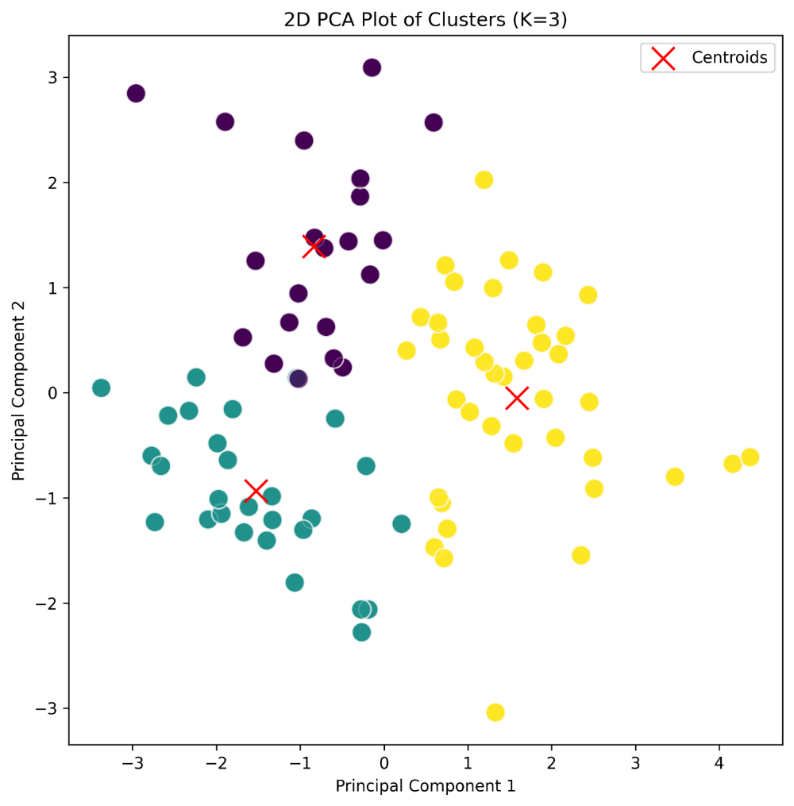 2D PCA Plot of Clusters (K=3)
Centroids
3
2
1
0
−1
−2
−3
Principal Component 2
−3 −2 −1 0 1 2 3 4
Principal Component 1